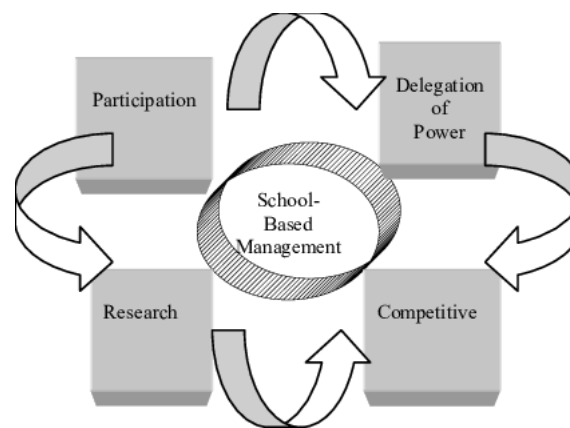 Participation
Delegation
of
Power
School-
Based
Management
Research
Competitive